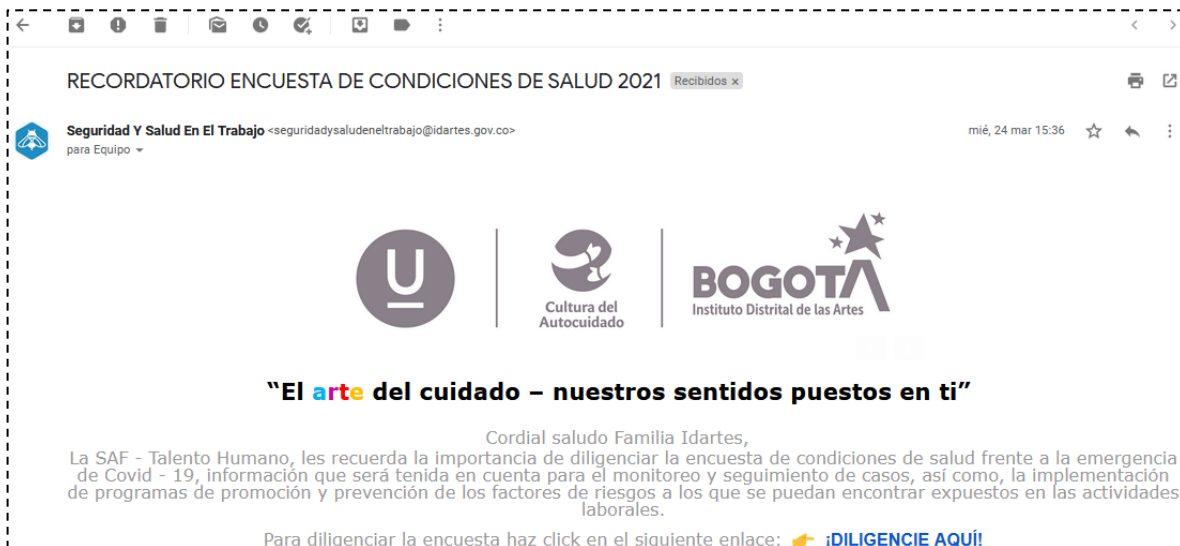 RECORDATORIO ENCUESTA DE CONDICIONES DE SALUD 2021 Recibidos x
Seguridad Y Salud En El Trabajo <seguridadysaludeneltrabajo@idartes.gov.co> mié, 24 mar 15:36
para Equipo
U
Cultura del
Autocuidado
BOGOTÁ
Instituto Distrital de las Artes
“El arte del cuidado – nuestros sentidos puestos en ti”
Cordial saludo Familia Idartes,
La SAF - Talento Humano, les recuerda la importancia de diligenciar la encuesta de condiciones de salud frente a la emergencia
de Covid - 19, información que será tenida en cuenta para el monitoreo y seguimiento de casos, así como, la implementación
de programas de promoción y prevención de los factores de riesgos a los que se puedan encontrar expuestos en las actividades
laborales.
Para diligenciar la encuesta haz click en el siguiente enlace: 👉 ¡DILIGENCIE AQUÍ!